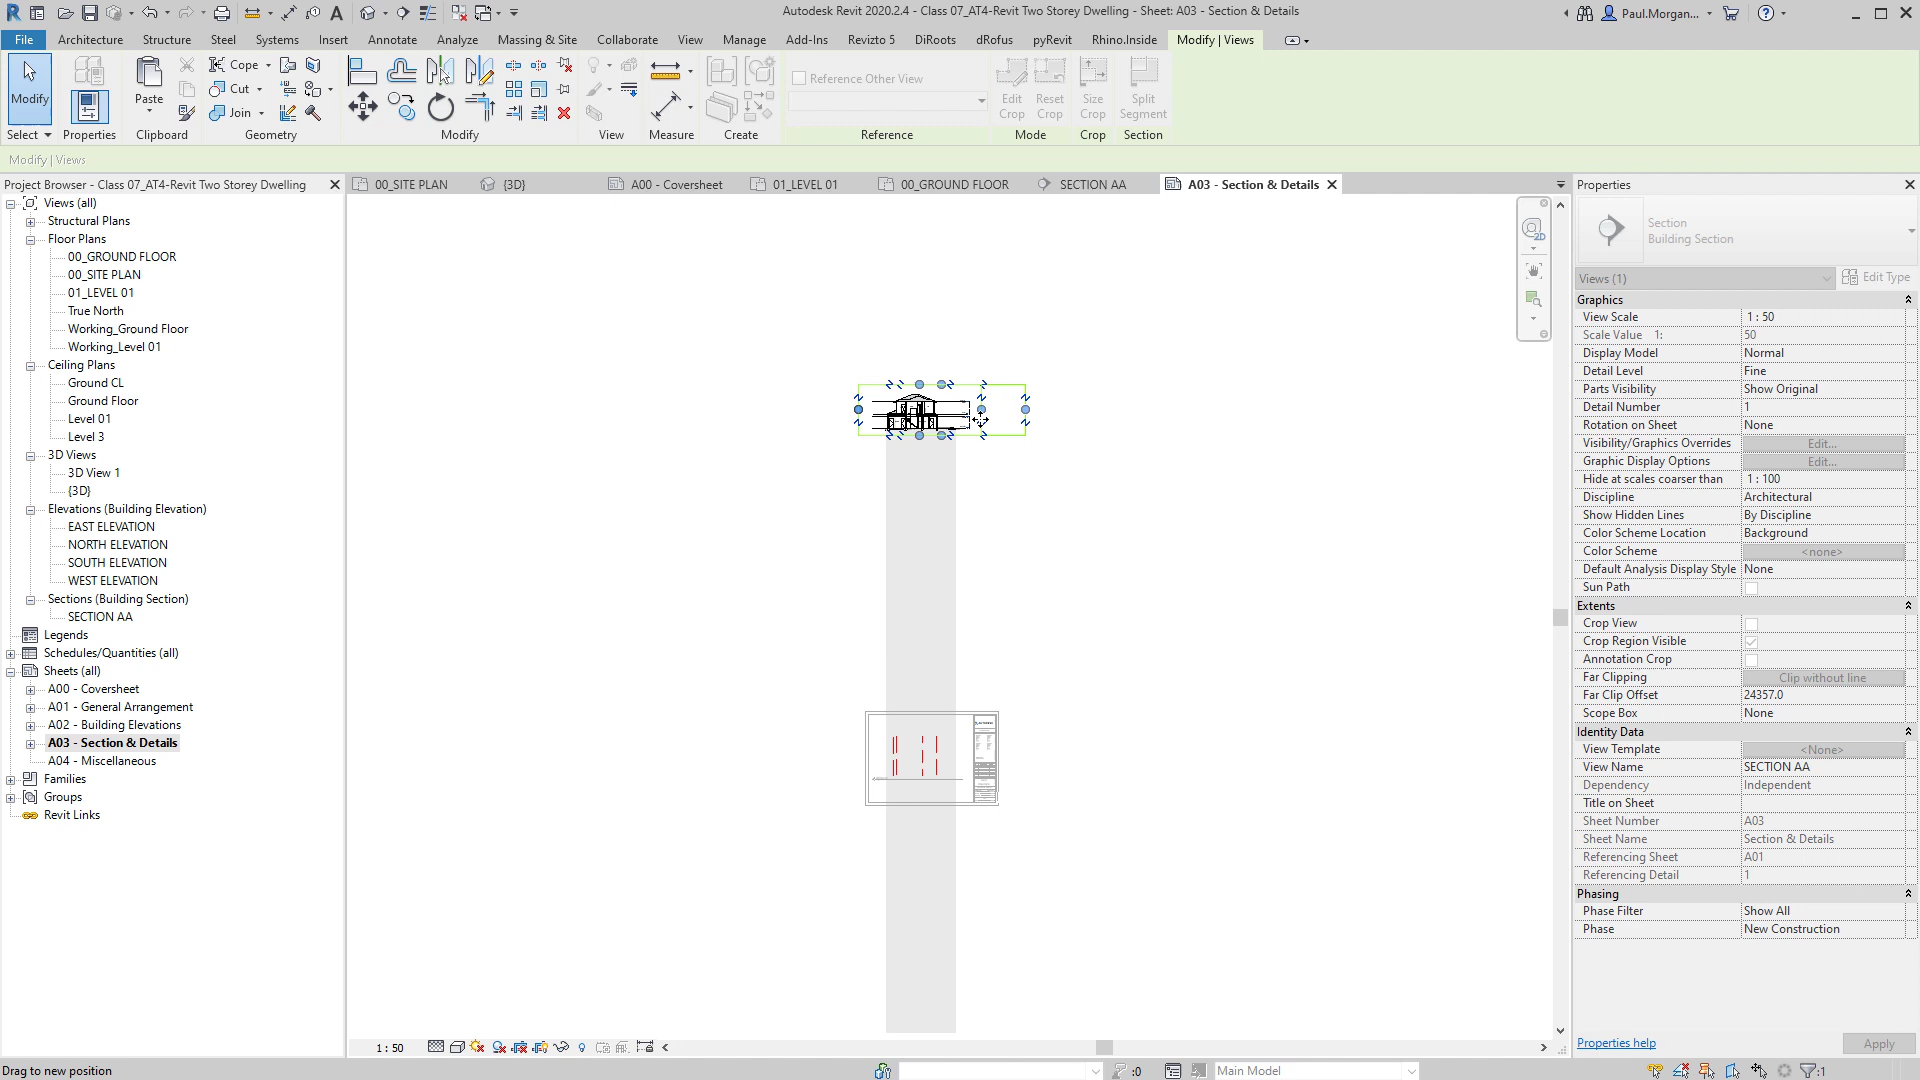 Autodesk Revit 2020.2.4 - Class 07_AT4-Revit Two Storey Dwelling - Sheet: A03 - Section & Details
Paul.Morgan...
File
Architecture
Structure
Steel
Systems
Insert
Annotate
Analyze
Massing & Site
Collaborate
View
Manage
Add-Ins
Revizto 5
DiRoots
dRofus
pyRevit
Rhino.Inside
Modify | Views
Modify
Select
Properties
Paste
Clipboard
Cope
Cut
Join
Geometry
Modify
View
Measure
Create
Reference Other View
Reference
Edit Crop
Reset Crop
Mode
Size Crop
Crop
Split Segment
Section
Modify | Views
Project Browser - Class 07_AT4-Revit Two Storey Dwelling
00_SITE PLAN
{3D}
A00 - Coversheet
01_LEVEL 01
00_GROUND FLOOR
SECTION AA
A03 - Section & Details
Views (all)
Structural Plans
Floor Plans
00_GROUND FLOOR
00_SITE PLAN
01_LEVEL 01
True North
Working_Ground Floor
Working_Level 01
Ceiling Plans
Ground CL
Ground Floor
Level 01
Level 3
3D Views
3D View 1
{3D}
Elevations (Building Elevation)
EAST ELEVATION
NORTH ELEVATION
SOUTH ELEVATION
WEST ELEVATION
Sections (Building Section)
SECTION AA
Legends
Schedules/Quantities (all)
Sheets (all)
A00 - Coversheet
A01 - General Arrangement
A02 - Building Elevations
A03 - Section & Details
A04 - Miscellaneous
Families
Groups
Revit Links
2D
Properties
Section
Building Section
Views (1)
Edit Type
Graphics
View Scale 1 : 50
Scale Value 1: 50
Display Model Normal
Detail Level Fine
Parts Visibility Show Original
Detail Number 1
Rotation on Sheet None
Visibility/Graphics Overrides Edit...
Graphic Display Options Edit...
Hide at scales coarser than 1 : 100
Discipline Architectural
Show Hidden Lines By Discipline
Color Scheme Location Background
Color Scheme <none>
Default Analysis Display Style None
Sun Path
Extents
Crop View
Crop Region Visible
Annotation Crop
Far Clipping Clip without line
Far Clip Offset 24357.0
Scope Box None
Identity Data
View Template <None>
View Name SECTION AA
Dependency Independent
Title on Sheet
Sheet Number A03
Sheet Name Section & Details
Referencing Sheet A01
Referencing Detail 1
Phasing
Phase Filter Show All
Phase New Construction
Properties help
Apply
1 : 50
Drag to new position
:0
Main Model
:1